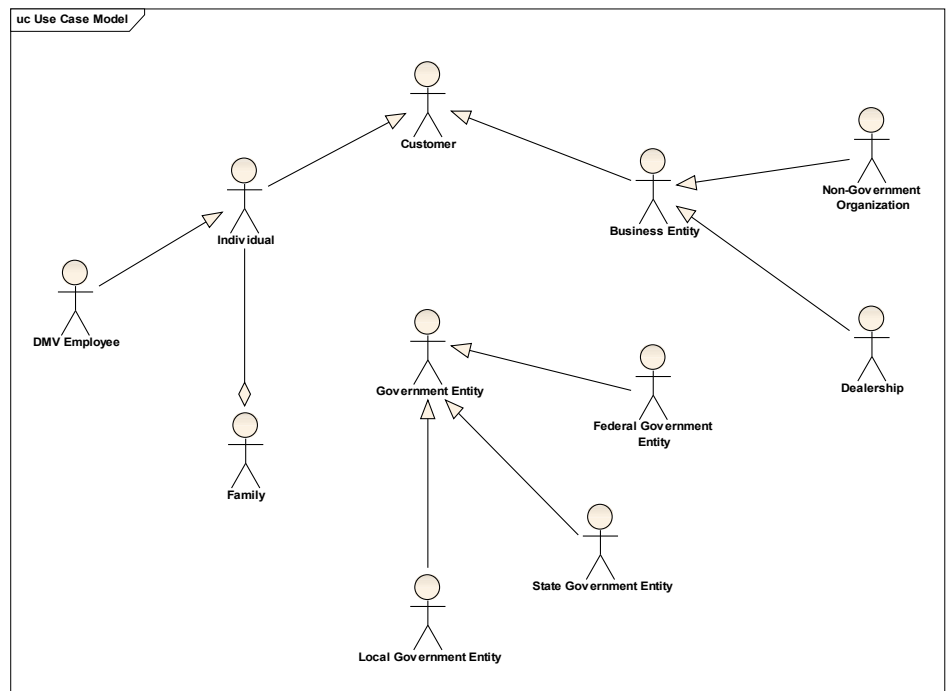 uc Use Case Model
Customer
Non-Government
Organization
Business Entity
Individual
DMV Employee
Government Entity
Dealership
Federal Government
Entity
Family
State Government Entity
Local Government Entity